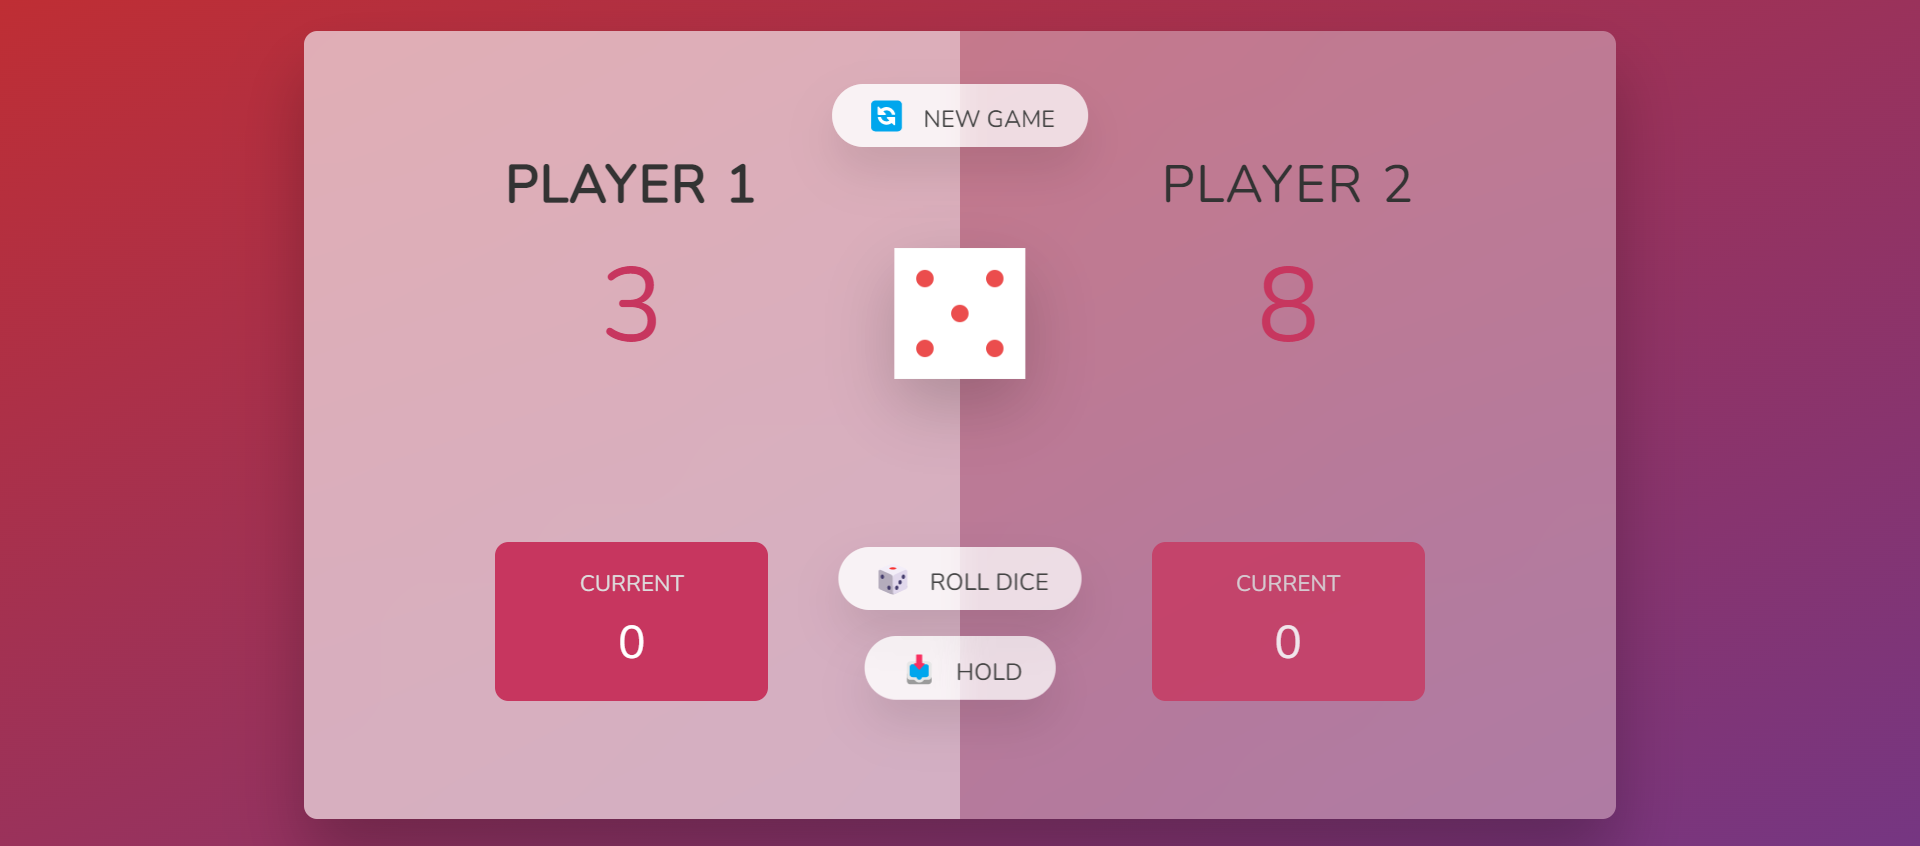 NEW GAME
PLAYER 1
3
PLAYER 2
8
CURRENT
0
ROLL DICE
HOLD
CURRENT
0